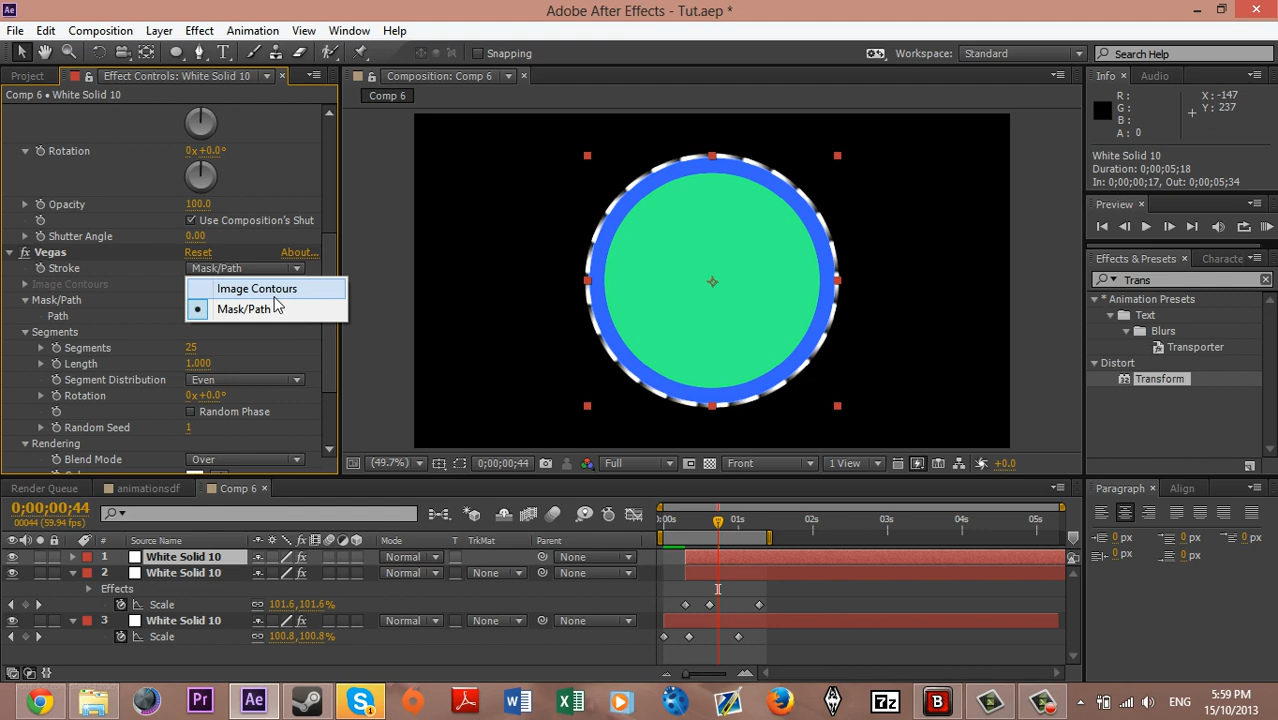 Ae Adobe After Effects - Tut.aep *
File Edit Composition Layer Effect Animation View Window Help
Snapping Workspace: Standard Search Help
Project Effect Controls: White Solid 10 Composition: Comp 6 Info Audio
Comp 6 • White Solid 10 Comp 6
R : X : -147
G : Y : 237
B :
A : 0
Rotation 0x+0.0°
White Solid 10
Duration: 0;00;05;18
In: 0;00;00;17, Out: 0;00;05;34
Opacity 100.0
Preview
Use Composition's Shut
Shutter Angle 0.00
fx Vegas Reset About...
Stroke Mask/Path
Effects & Presets Characte
Image Contours
Image Contours
Trans
Mask/Path
Mask/Path
* Animation Presets
Path
Text
Segments
Blurs
Segments 25
Transporter
Length 1.000
Distort
Segment Distribution Even
Transform
Rotation 0x+0.0°
Random Phase
Random Seed 1
Rendering
Blend Mode Over
(49.7%) 0;00;00;44 Full Front 1 View +0.0
Render Queue animationsdf Comp 6
Paragraph Align
0;00;00;44
00044 (59.94 fps)
# Source Name Mode T TrkMat Parent
:00s 01s 02s 03s 04s 05s
0 px 0 px 0 px
0 px 0 px
1 White Solid 10 Normal None
2 White Solid 10 Normal None None
Effects
Scale 101.6,101.6%
3 White Solid 10 Normal None None
Scale 100.8,100.8%
Pr Ae W X 7z B ENG 5:59 PM
15/10/2013